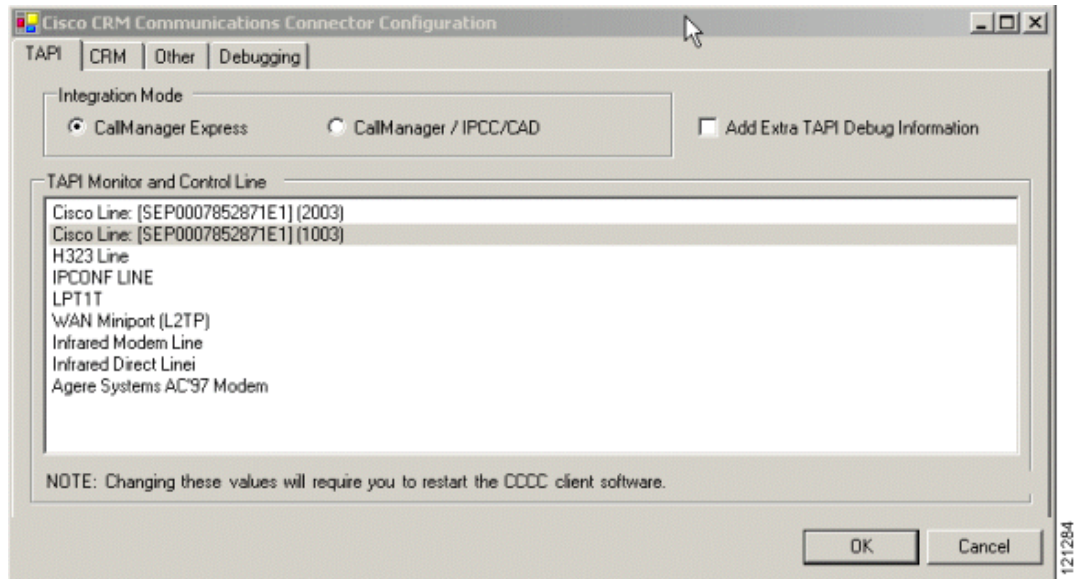 Cisco CRM Communications Connector Configuration
TAPI CRM Other Debugging
Integration Mode
CallManager Express CallManager / IPCC/CAD Add Extra TAPI Debug Information
TAPI Monitor and Control Line
Cisco Line: [SEP0007852871E1] (2003)
Cisco Line: [SEP0007852871E1] (1003)
H323 Line
IPCONF LINE
LPT1T
WAN Miniport (L2TP)
Infrared Modem Line
Infrared Direct Linei
Agere Systems AC'97 Modem
NOTE: Changing these values will require you to restart the CCCC client software.
OK Cancel
121284